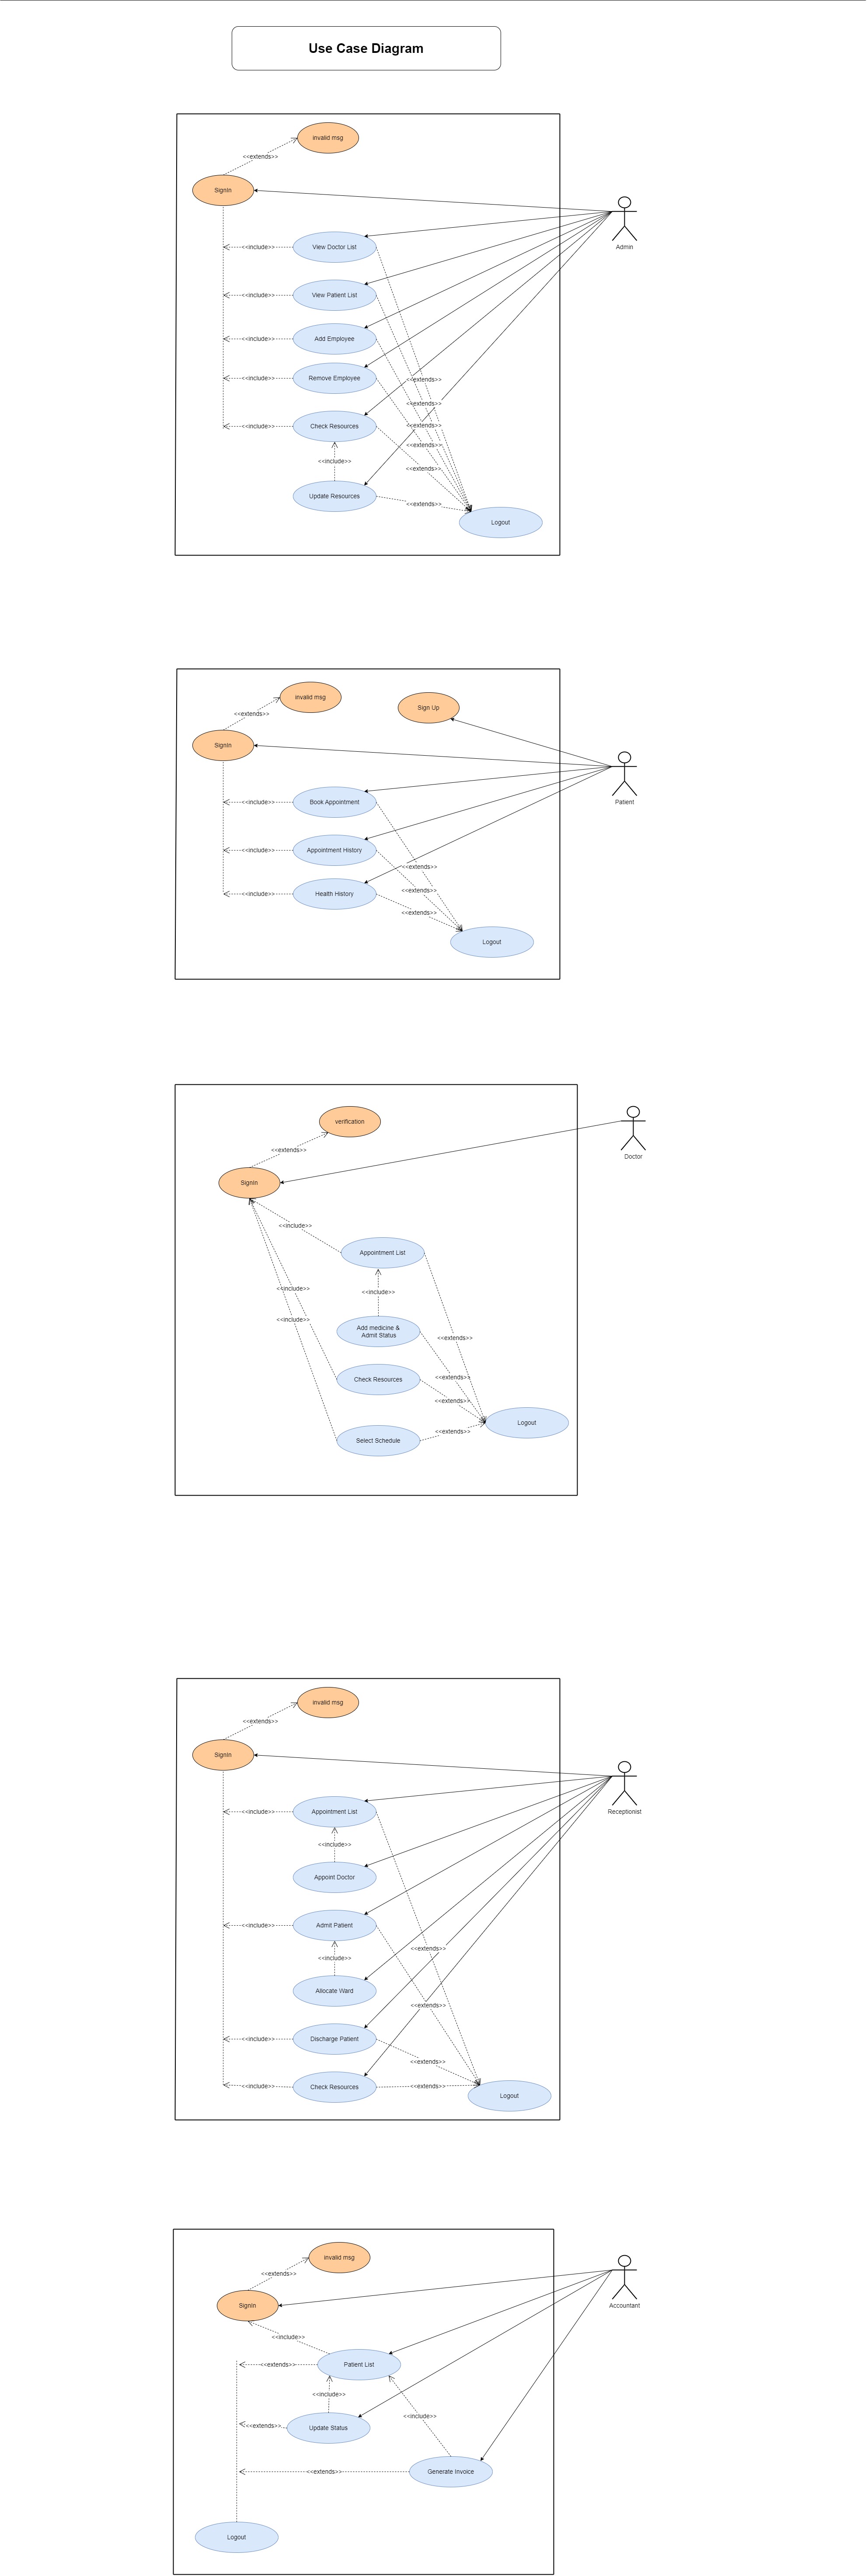 Use Case Diagram
invalid msg
<<extends>>
SignIn
Admin
<<include>>
View Doctor List
<<include>>
View Patient List
<<include>>
Add Employee
<<include>>
Remove Employee
<<extends>>
<<extends>>
<<include>>
Check Resources
<<extends>>
<<extends>>
<<include>>
<<extends>>
Update Resources
<<extends>>
Logout
invalid msg
Sign Up
<<extends>>
SignIn
<<include>>
Book Appointment
Patient
<<include>>
Appointment History
<<extends>>
<<extends>>
<<include>>
Health History
<<extends>>
Logout
verification
<<extends>>
Doctor
SignIn
<<include>>
Appointment List
<<include>>
<<include>>
<<include>>
Add medicine &
Admit Status
<<extends>>
Check Resources
<<extends>>
<<extends>>
Logout
<<extends>>
Select Schedule
invalid msg
<<extends>>
SignIn
<<include>>
Appointment List
Receptionist
<<include>>
Appoint Doctor
<<include>>
Admit Patient
<<extends>>
<<include>>
Allocate Ward
<<extends>>
<<include>>
Discharge Patient
<<extends>>
<<include>>
Check Resources
<<extends>>
Logout
invalid msg
<<extends>>
SignIn
Accountant
<<include>>
<<extends>>
Patient List
<<include>>
<<include>>
<<extends>>
Update Status
<<extends>>
Generate Invoice
Logout